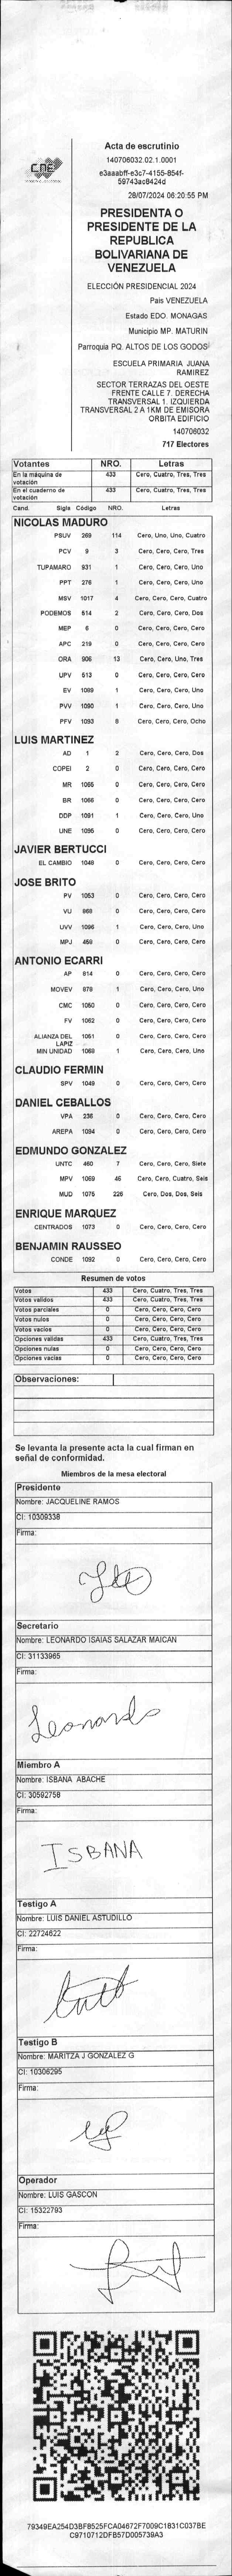 CNE
Acta de escrutinio
140706032.02.1.0001
e3aaabff-e3c7-4155-854f-
59743ac8424d
28/07/2024 06:20:55 PM
PRESIDENTA O
PRESIDENTE DE LA
REPUBLICA
BOLIVARIANA DE
VENEZUELA
ELECCIÓN PRESIDENCIAL 2024
País VENEZUELA
Estado EDO. MONAGAS
Municipio MP. MATURIN
Parroquia PQ. ALTOS DE LOS GODOS
ESCUELA PRIMARIA JUANA
RAMIREZ
SECTOR TERRAZAS DEL OESTE
FRENTE CALLE 7. DERECHA
TRANSVERSAL 1. IZQUIERDA
TRANSVERSAL 2 A 1KM DE EMISORA
ORBITA EDIFICIO
140706032
717 Electores
Votantes NRO. Letras
En la máquina de votación 433 Cero, Cuatro, Tres, Tres
En el cuaderno de votación 433 Cero, Cuatro, Tres, Tres
Cand. Sigla Código NRO. Letras
NICOLAS MADURO
PSUV 269 114 Cero, Uno, Uno, Cuatro
PCV 9 3 Cero, Cero, Cero, Tres
TUPAMARO 931 1 Cero, Cero, Cero, Uno
PPT 276 1 Cero, Cero, Cero, Uno
MSV 1017 4 Cero, Cero, Cero, Cuatro
PODEMOS 514 2 Cero, Cero, Cero, Dos
MEP 6 0 Cero, Cero, Cero, Cero
APC 219 0 Cero, Cero, Cero, Cero
ORA 906 13 Cero, Cero, Uno, Tres
UPV 513 0 Cero, Cero, Cero, Cero
EV 1089 1 Cero, Cero, Cero, Uno
PVV 1090 1 Cero, Cero, Cero, Uno
PFV 1093 8 Cero, Cero, Cero, Ocho
LUIS MARTINEZ
AD 1 2 Cero, Cero, Cero, Dos
COPEI 2 0 Cero, Cero, Cero, Cero
MR 1065 0 Cero, Cero, Cero, Cero
BR 1066 0 Cero, Cero, Cero, Cero
DDP 1091 1 Cero, Cero, Cero, Uno
UNE 1095 0 Cero, Cero, Cero, Cero
JAVIER BERTUCCI
EL CAMBIO 1048 0 Cero, Cero, Cero, Cero
JOSE BRITO
PV 1053 0 Cero, Cero, Cero, Cero
VU 868 0 Cero, Cero, Cero, Cero
UVV 1096 1 Cero, Cero, Cero, Uno
MPJ 458 0 Cero, Cero, Cero, Cero
ANTONIO ECARRI
AP 814 0 Cero, Cero, Cero, Cero
MOVEV 878 1 Cero, Cero, Cero, Uno
CMC 1050 0 Cero, Cero, Cero, Cero
FV 1062 0 Cero, Cero, Cero, Cero
ALIANZA DEL LAPIZ 1061 0 Cero, Cero, Cero, Cero
MIN UNIDAD 1068 1 Cero, Cero, Cero, Uno
CLAUDIO FERMIN
SPV 1049 0 Cero, Cero, Cero, Cero
DANIEL CEBALLOS
VPA 236 0 Cero, Cero, Cero, Cero
AREPA 1094 0 Cero, Cero, Cero, Cero
EDMUNDO GONZALEZ
UNTC 460 7 Cero, Cero, Cero, Siete
MPV 1069 46 Cero, Cero, Cuatro, Seis
MUD 1075 226 Cero, Dos, Dos, Seis
ENRIQUE MARQUEZ
CENTRADOS 1073 0 Cero, Cero, Cero, Cero
BENJAMIN RAUSSEO
CONDE 1092 0 Cero, Cero, Cero, Cero
Resumen de votos
Votos 433 Cero, Cuatro, Tres, Tres
Votos validos 433 Cero, Cuatro, Tres, Tres
Votos parciales 0 Cero, Cero, Cero, Cero
Votos nulos 0 Cero, Cero, Cero, Cero
Votos vacios 0 Cero, Cero, Cero, Cero
Opciones validas 433 Cero, Cuatro, Tres, Tres
Opciones nulas 0 Cero, Cero, Cero, Cero
Opciones vacias 0 Cero, Cero, Cero, Cero
Observaciones:
Se levanta la presente acta la cual firman en
señal de conformidad.
Miembros de la mesa electoral
Presidente
Nombre: JACQUELINE RAMOS
CI: 10309338
Firma:
Secretario
Nombre: LEONARDO ISAIAS SALAZAR MAICAN
CI: 31133965
Firma:
Leonardo
Miembro A
Nombre: ISBANA ABACHE
CI: 30592758
Firma:
ISBANA
Testigo A
Nombre: LUIS DANIEL ASTUDILLO
CI: 22724622
Firma:
Testigo B
Nombre: MARITZA J GONZALEZ G
CI: 10306295
Firma:
Operador
Nombre: LUIS GASCON
CI: 15322793
Firma:
79349EA254D3BF8525FCA04672F7009C1831C037BE
C9710712DFB57D005739A3